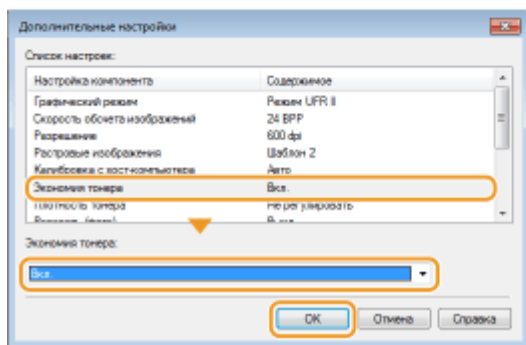 Дополнительные настройки
Список настроек:
Настройка компонента Содержимое
Графический режим Режим UFR II
Скорость обсчета изображений 24 BPP
Разрешение 600 dpi
Растровые изображения Шаблон 2
Калибровка с хост-компьютера Авто
Экономия тонера Вкл.
Плотность тонера Не регулировать
Экономия тонера:
Вкл.
OK Отмена Справка